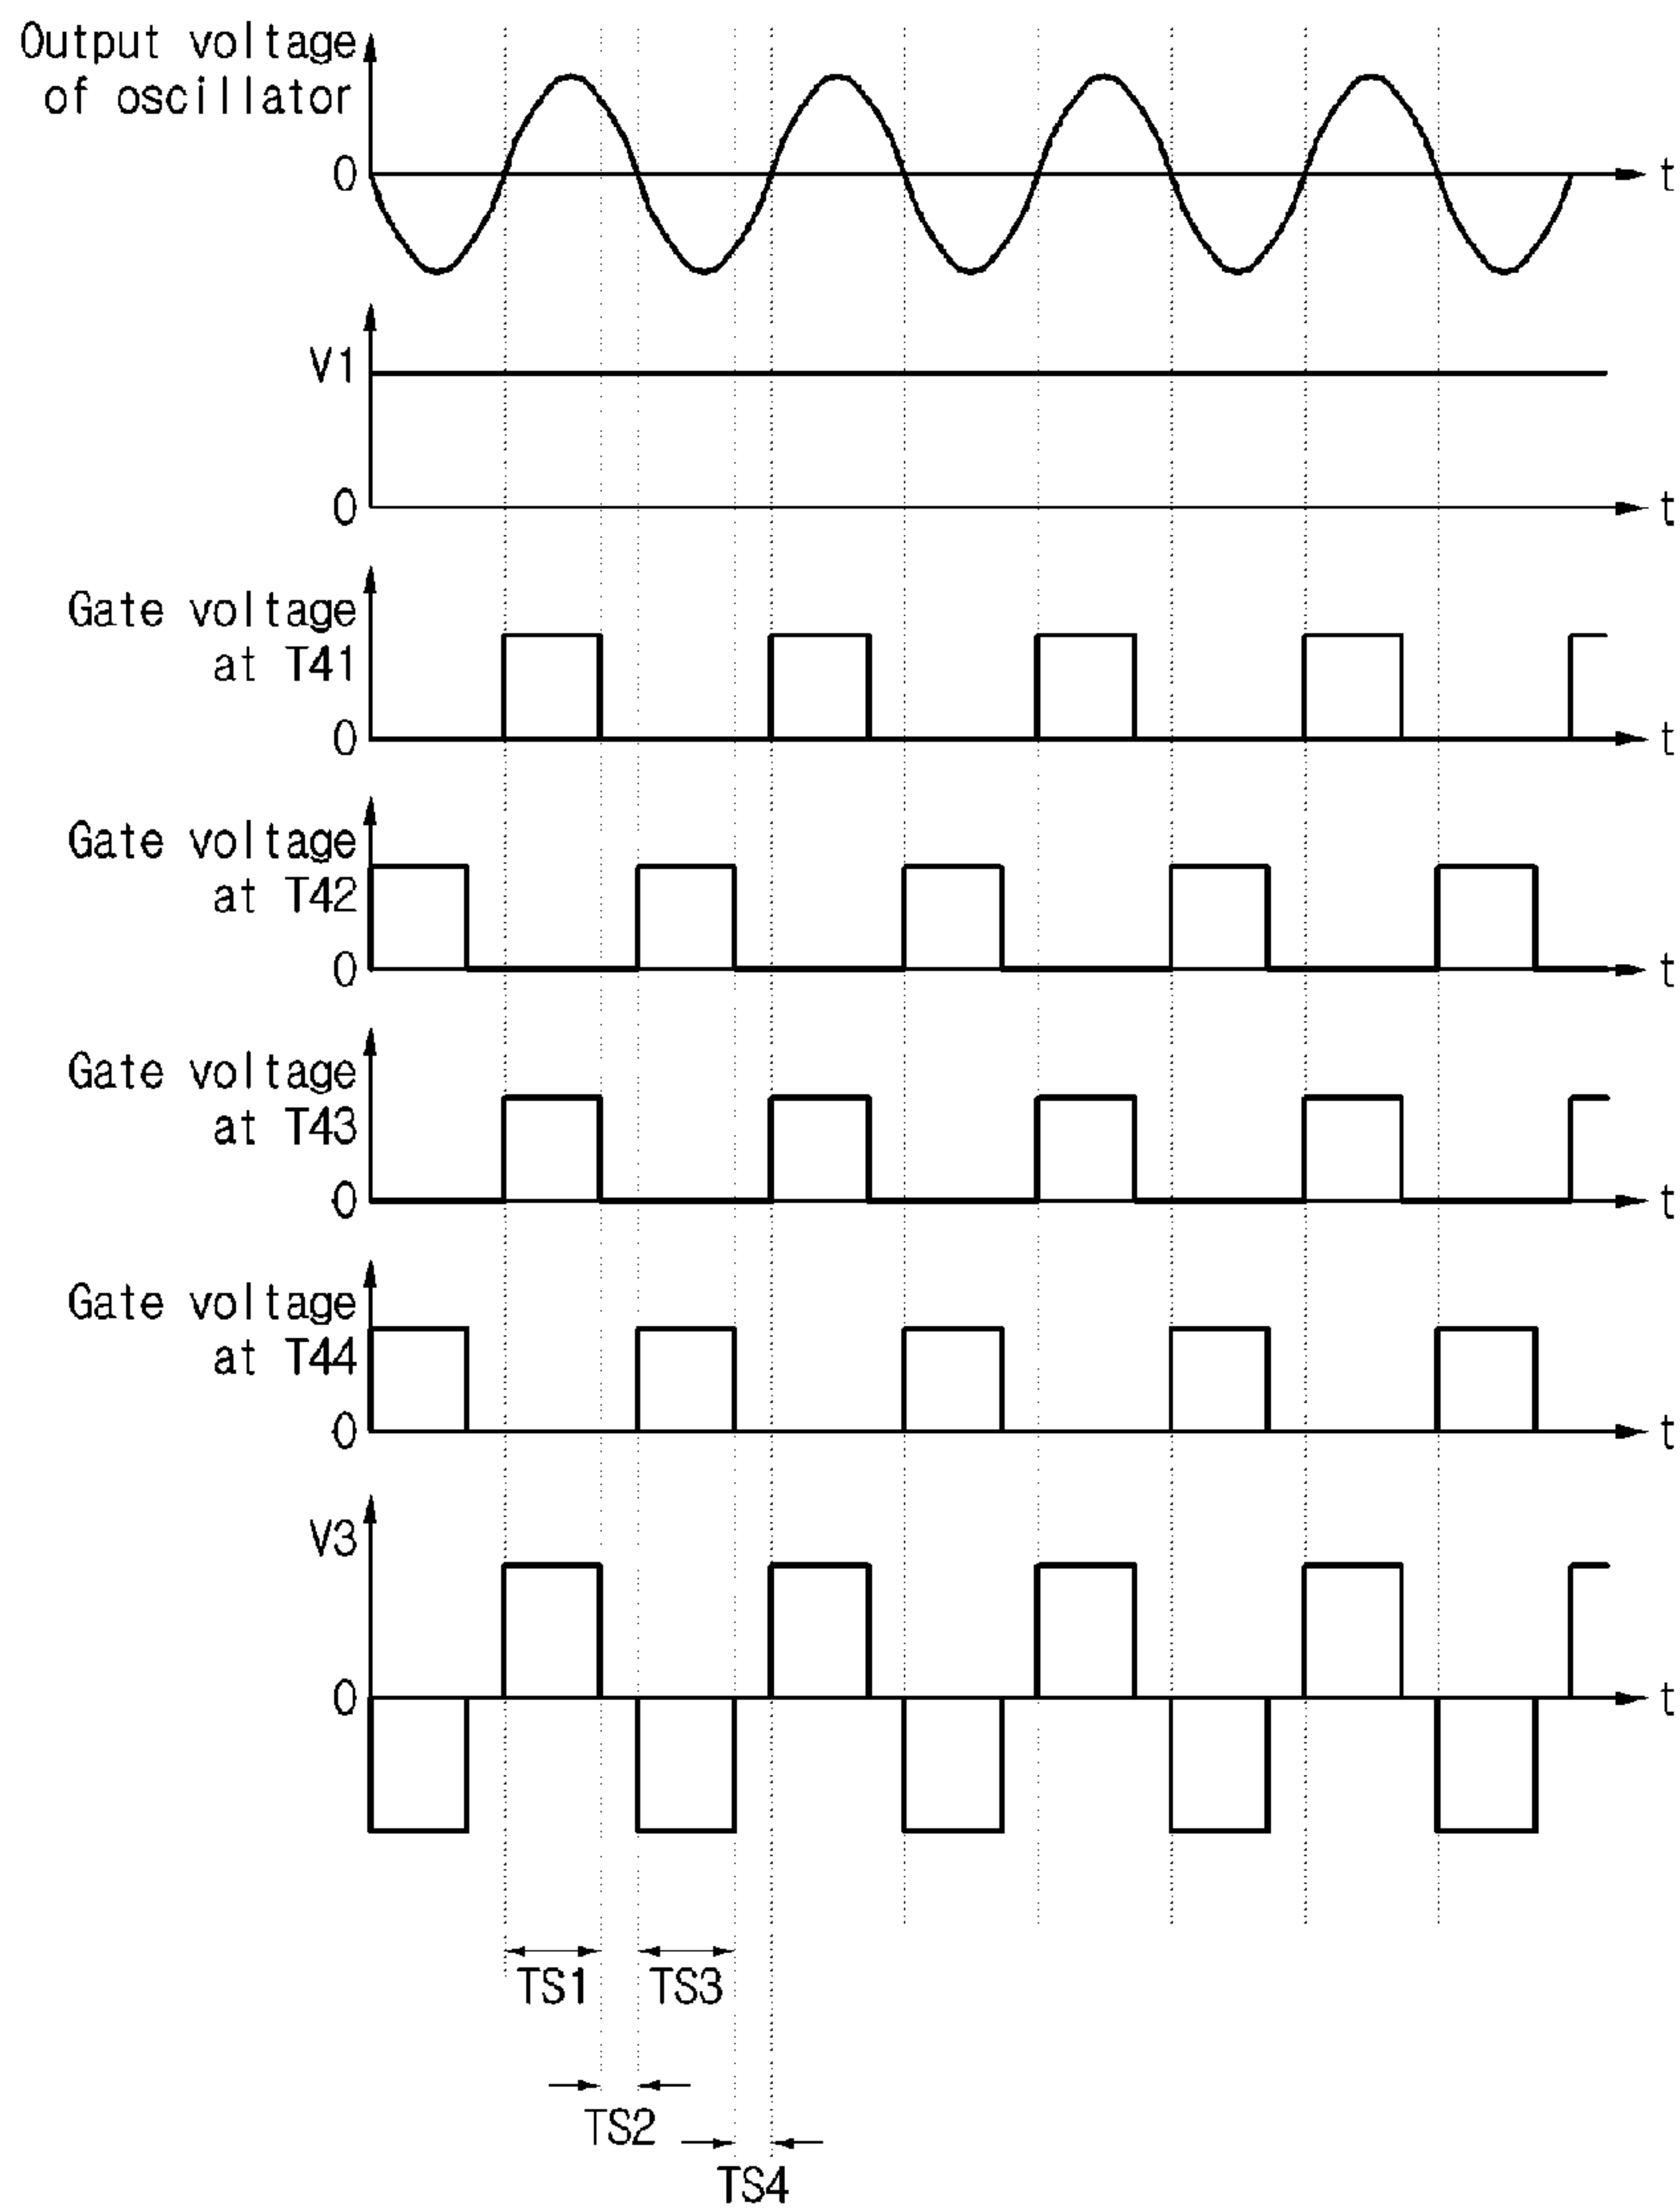 Output voltage
of oscillator
0
t
V1
0
t
Gate voltage
at T41
0
t
Gate voltage
at T42
0
t
Gate voltage
at T43
0
t
Gate voltage
at T44
0
t
V3
0
t
TS1
TS3
TS2
TS4